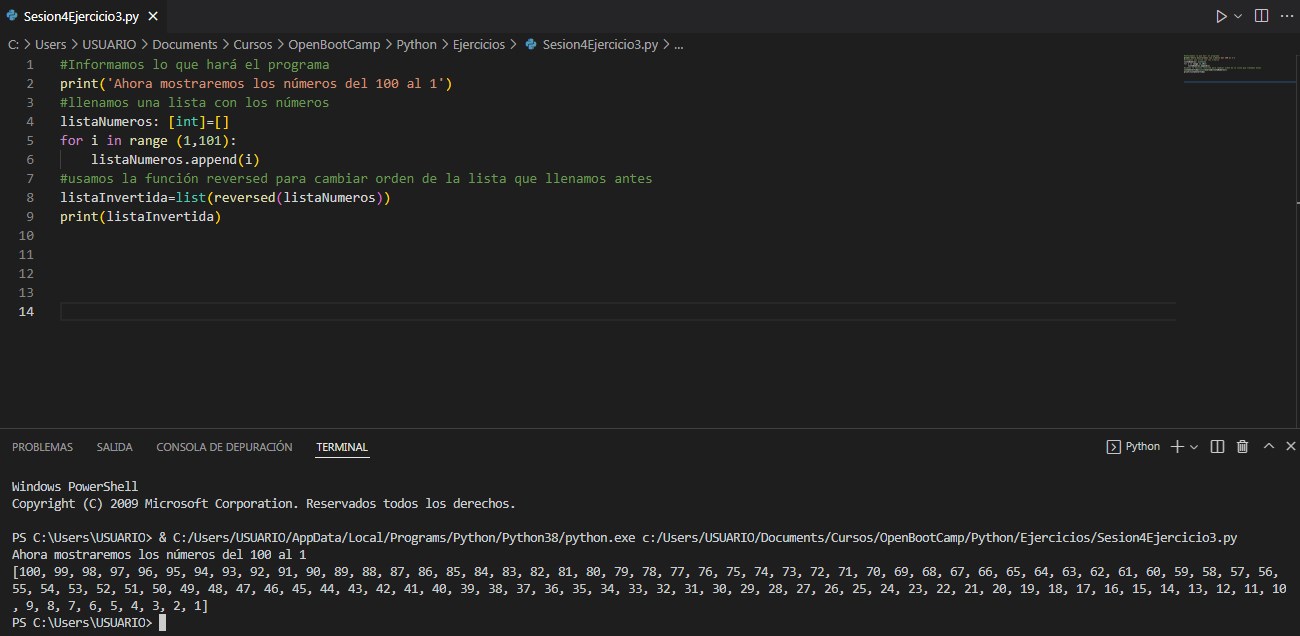 Sesion4Ejercicio3.py
C: > Users > USUARIO > Documents > Cursos > OpenBootCamp > Python > Ejercicios > Sesion4Ejercicio3.py > ...
1 #Informamos lo que hará el programa
2 print('Ahora mostraremos los números del 100 al 1')
3 #llenamos una lista con los números
4 listaNumeros: [int]=[]
5 for i in range (1,101):
6     listaNumeros.append(i)
7 #usamos la función reversed para cambiar orden de la lista que llenamos antes
8 listaInvertida=list(reversed(listaNumeros))
9 print(listaInvertida)
10
11
12
13
14
PROBLEMAS SALIDA CONSOLA DE DEPURACIÓN TERMINAL Python
Windows PowerShell
Copyright (C) 2009 Microsoft Corporation. Reservados todos los derechos.
PS C:\Users\USUARIO> & C:/Users/USUARIO/AppData/Local/Programs/Python/Python38/python.exe c:/Users/USUARIO/Documents/Cursos/OpenBootCamp/Python/Ejercicios/Sesion4Ejercicio3.py
Ahora mostraremos los números del 100 al 1
[100, 99, 98, 97, 96, 95, 94, 93, 92, 91, 90, 89, 88, 87, 86, 85, 84, 83, 82, 81, 80, 79, 78, 77, 76, 75, 74, 73, 72, 71, 70, 69, 68, 67, 66, 65, 64, 63, 62, 61, 60, 59, 58, 57, 56,
55, 54, 53, 52, 51, 50, 49, 48, 47, 46, 45, 44, 43, 42, 41, 40, 39, 38, 37, 36, 35, 34, 33, 32, 31, 30, 29, 28, 27, 26, 25, 24, 23, 22, 21, 20, 19, 18, 17, 16, 15, 14, 13, 12, 11, 10
, 9, 8, 7, 6, 5, 4, 3, 2, 1]
PS C:\Users\USUARIO>